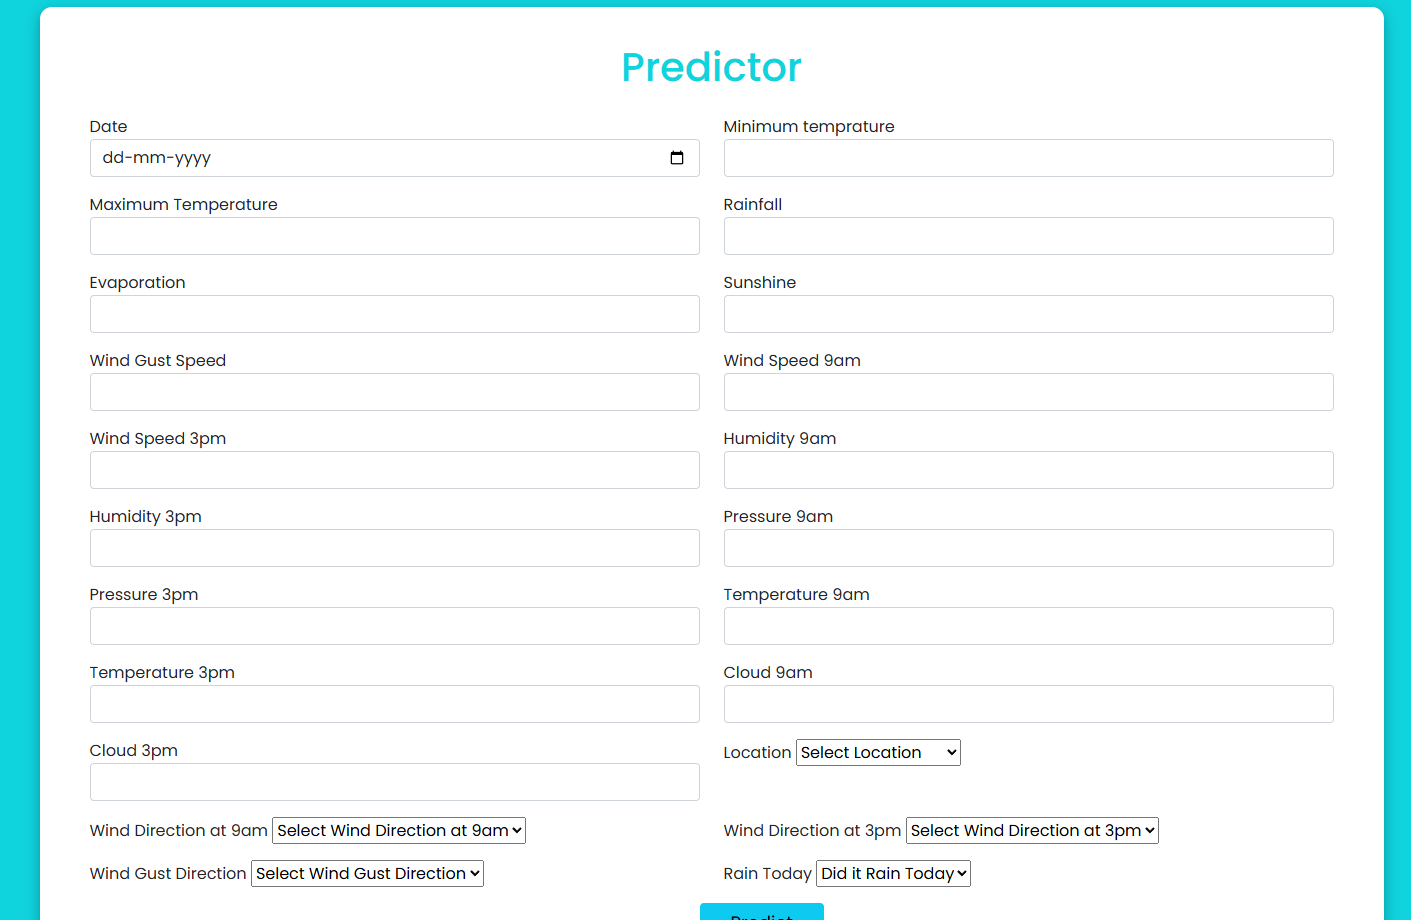 Predictor
Date
Minimum temprature
dd-mm-yyyy
Maximum Temperature
Rainfall
Evaporation
Sunshine
Wind Gust Speed
Wind Speed 9am
Wind Speed 3pm
Humidity 9am
Humidity 3pm
Pressure 9am
Pressure 3pm
Temperature 9am
Temperature 3pm
Cloud 9am
Cloud 3pm
Location Select Location
Wind Direction at 9am Select Wind Direction at 9am
Wind Direction at 3pm Select Wind Direction at 3pm
Wind Gust Direction Select Wind Gust Direction
Rain Today Did it Rain Today
Predict